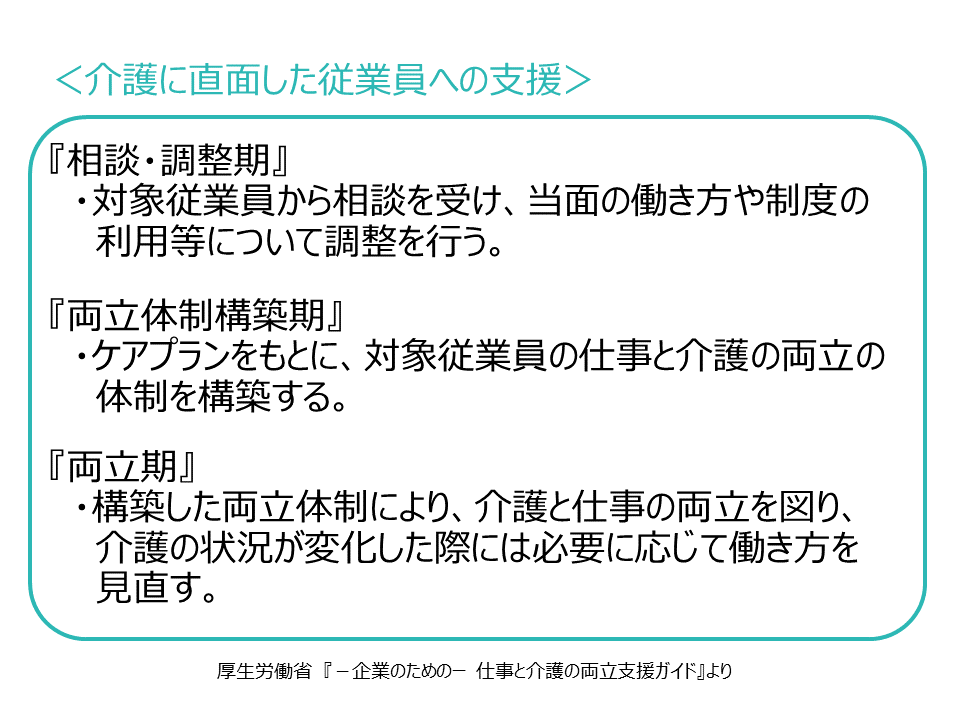 ＜介護に直面した従業員への支援＞
『相談・調整期』
・対象従業員から相談を受け、当面の働き方や制度の
利用等について調整を行う。
『両立体制構築期』
・ケアプランをもとに、対象従業員の仕事と介護の両立の
体制を構築する。
『両立期』
・構築した両立体制により、介護と仕事の両立を図り、
介護の状況が変化した際には必要に応じて働き方を
見直す。
厚生労働省 『－企業のための－ 仕事と介護の両立支援ガイド』より